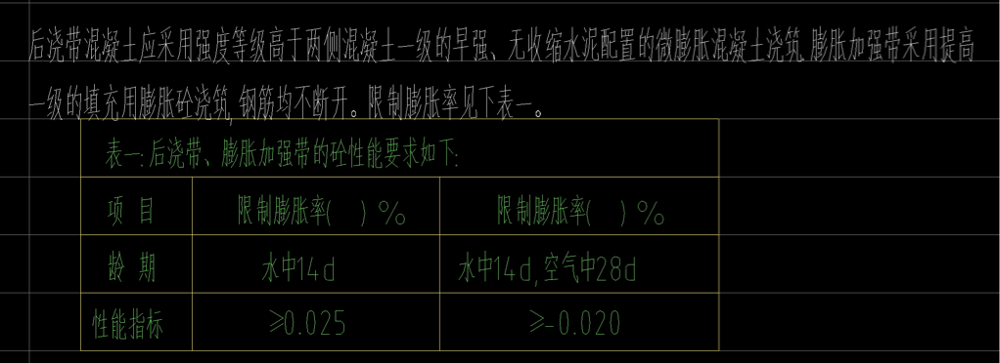 后浇带混凝土应采用强度等级高于两侧混凝土一级的早强、无收缩水泥配置的微膨胀混凝土浇筑,膨胀加强带采用提高
一级的填充用膨胀砼浇筑,钢筋均不断开。限制膨胀率见下表一。
表一:后浇带、膨胀加强带的砼性能要求如下:
项 目 限制膨胀率( )% 限制膨胀率( )%
龄 期 水中14d 水中14d,空气中28d
性能指标 ≥0.025 ≥-0.020